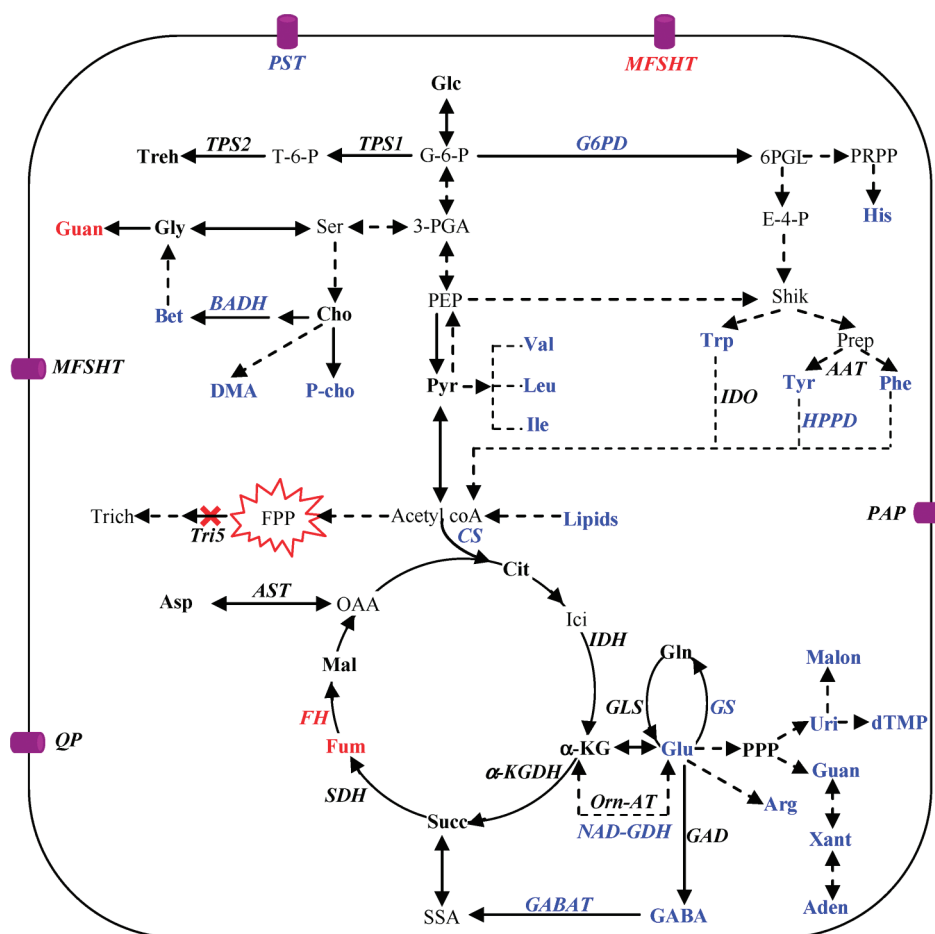 PST
MFSHT
Glc
Treh TPS2 T-6-P TPS1 G-6-P G6PD 6PGL PRPP
Guan Gly Ser 3-PGA E-4-P His
Bet BADH Cho PEP Shik
MFSHT
DMA P-cho Pyr Val Leu Ile
Trp Prep
Tyr AAT Phe
IDO HPPD
Trich Tri5 FPP Acetyl coA Lipids
CS
PAP
Cit
Asp AST OAA Ici
IDH
Mal Gln Malon
FH GLS GS Uri dTMP
QP Fum α-KG Glu PPP
α-KGDH Guan
SDH Orn-AT Arg
NAD-GDH
Succ GAD Xant
SSA GABAT GABA Aden